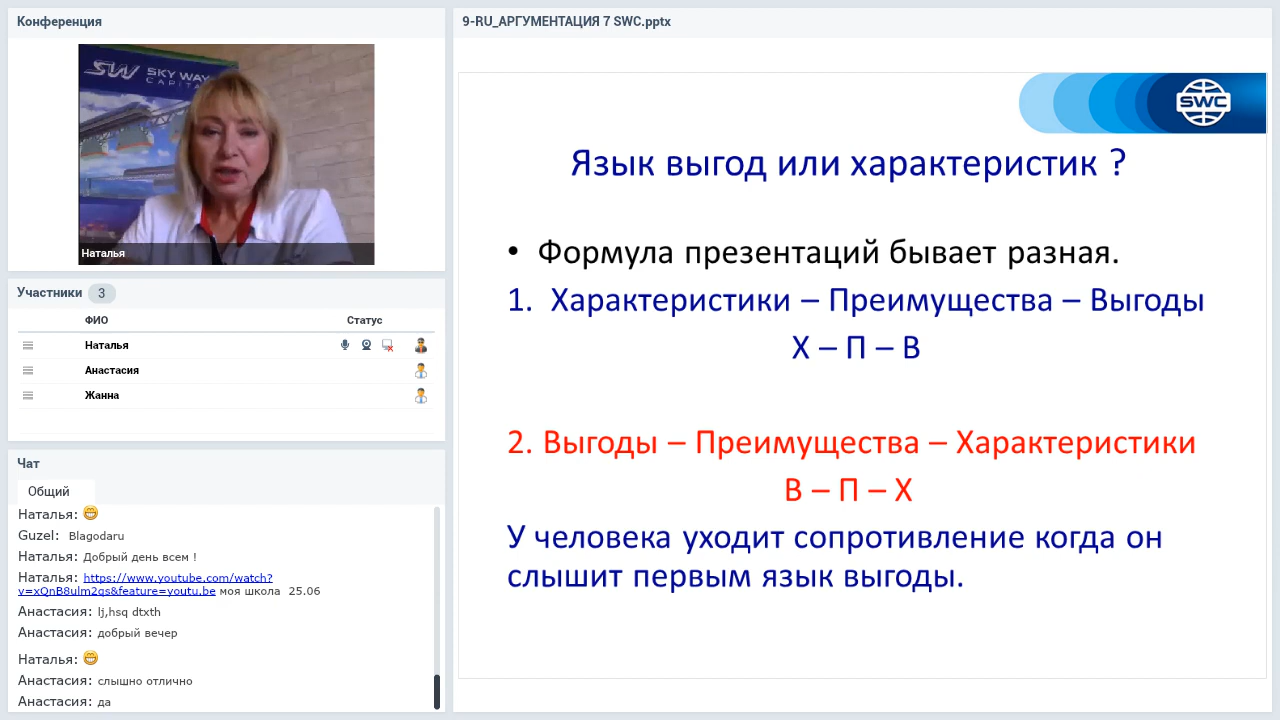 Конференция
SW SKY WAY
CAPITAL
Наталья
Участники 3
ФИО Статус
Наталья
Анастасия
Жанна
Чат
Общий
Наталья:
Guzel: Blagodaru
Наталья: Добрый день всем !
Наталья: https://www.youtube.com/watch?
v=xQnB8ulm2qs&feature=youtu.be моя школа 25.06
Анастасия: lj,hsq dtxth
Анастасия: добрый вечер
Наталья:
Анастасия: слышно отлично
Анастасия: да
9-RU_АРГУМЕНТАЦИЯ 7 SWC.pptx
SWC
Язык выгод или характеристик ?
• Формула презентаций бывает разная.
1. Характеристики – Преимущества – Выгоды
Х – П – В
2. Выгоды – Преимущества – Характеристики
В – П – Х
У человека уходит сопротивление когда он
слышит первым язык выгоды.